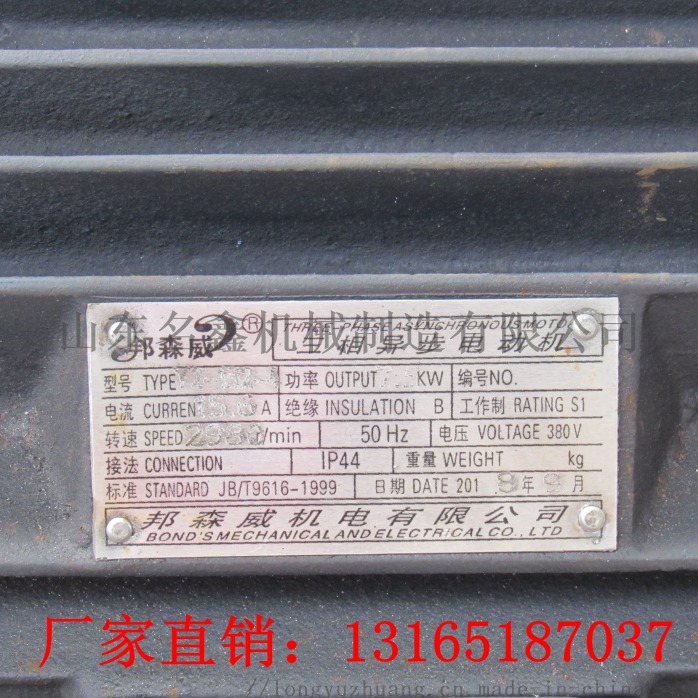 山东名鑫机械制造有限公司
邦森威 ® THREE-PHASE ASYNCHRONOUS MOTOR
三相异步电动机
型号 TYPE 功率 OUTPUT KW 编号 NO.
电流 CURREN A 绝缘 INSULATION B 工作制 RATING S1
转速 SPEED r/min 50 Hz 电压 VOLTAGE 380 V
接法 CONNECTION IP44 重量 WEIGHT kg
标准 STANDARD JB/T9616-1999 日期 DATE 201 8年9月
邦森威机电有限公司
BOND'S MECHANICAL AND ELECTRICAL CO., LTD
厂家直销：13165187037